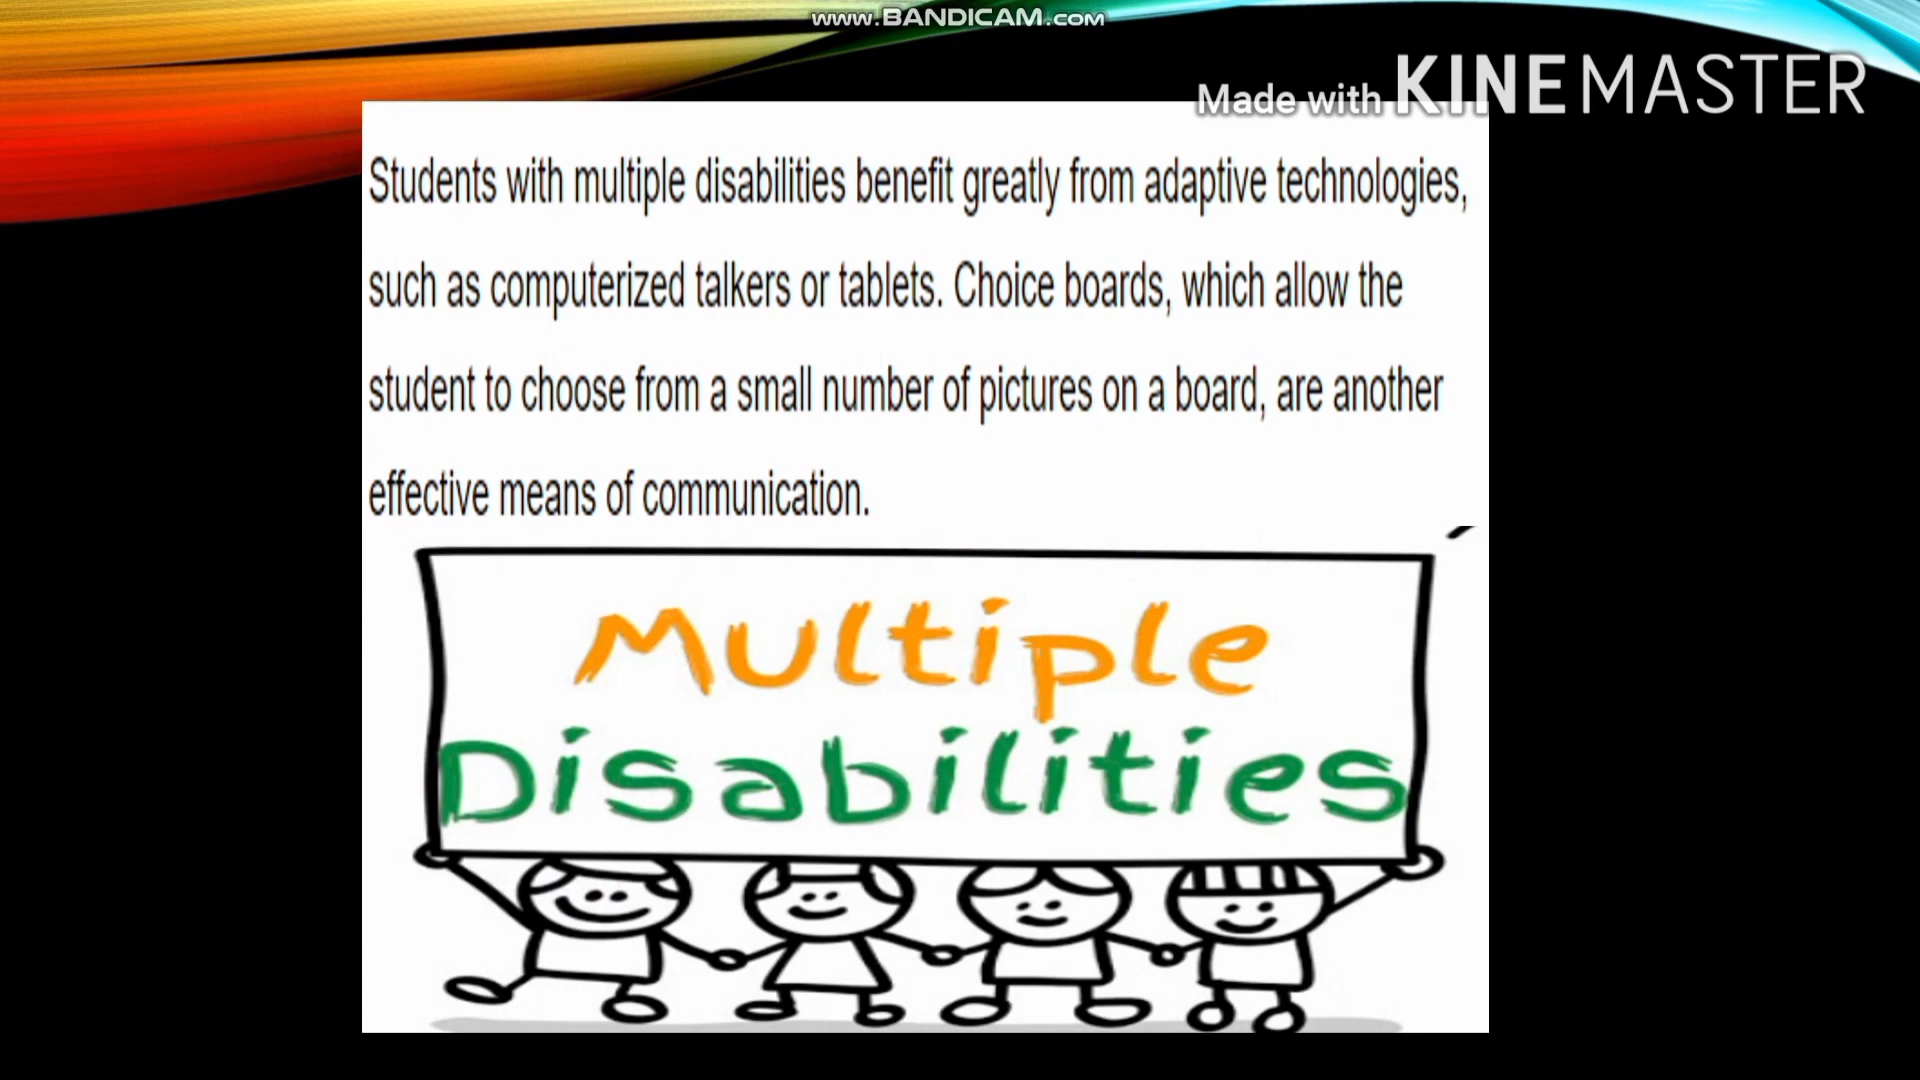 www.BANDICAM.com
Made with KINEMASTER
Students with multiple disabilities benefit greatly from adaptive technologies,
such as computerized talkers or tablets. Choice boards, which allow the
student to choose from a small number of pictures on a board, are another
effective means of communication.
Multiple
Disabilities